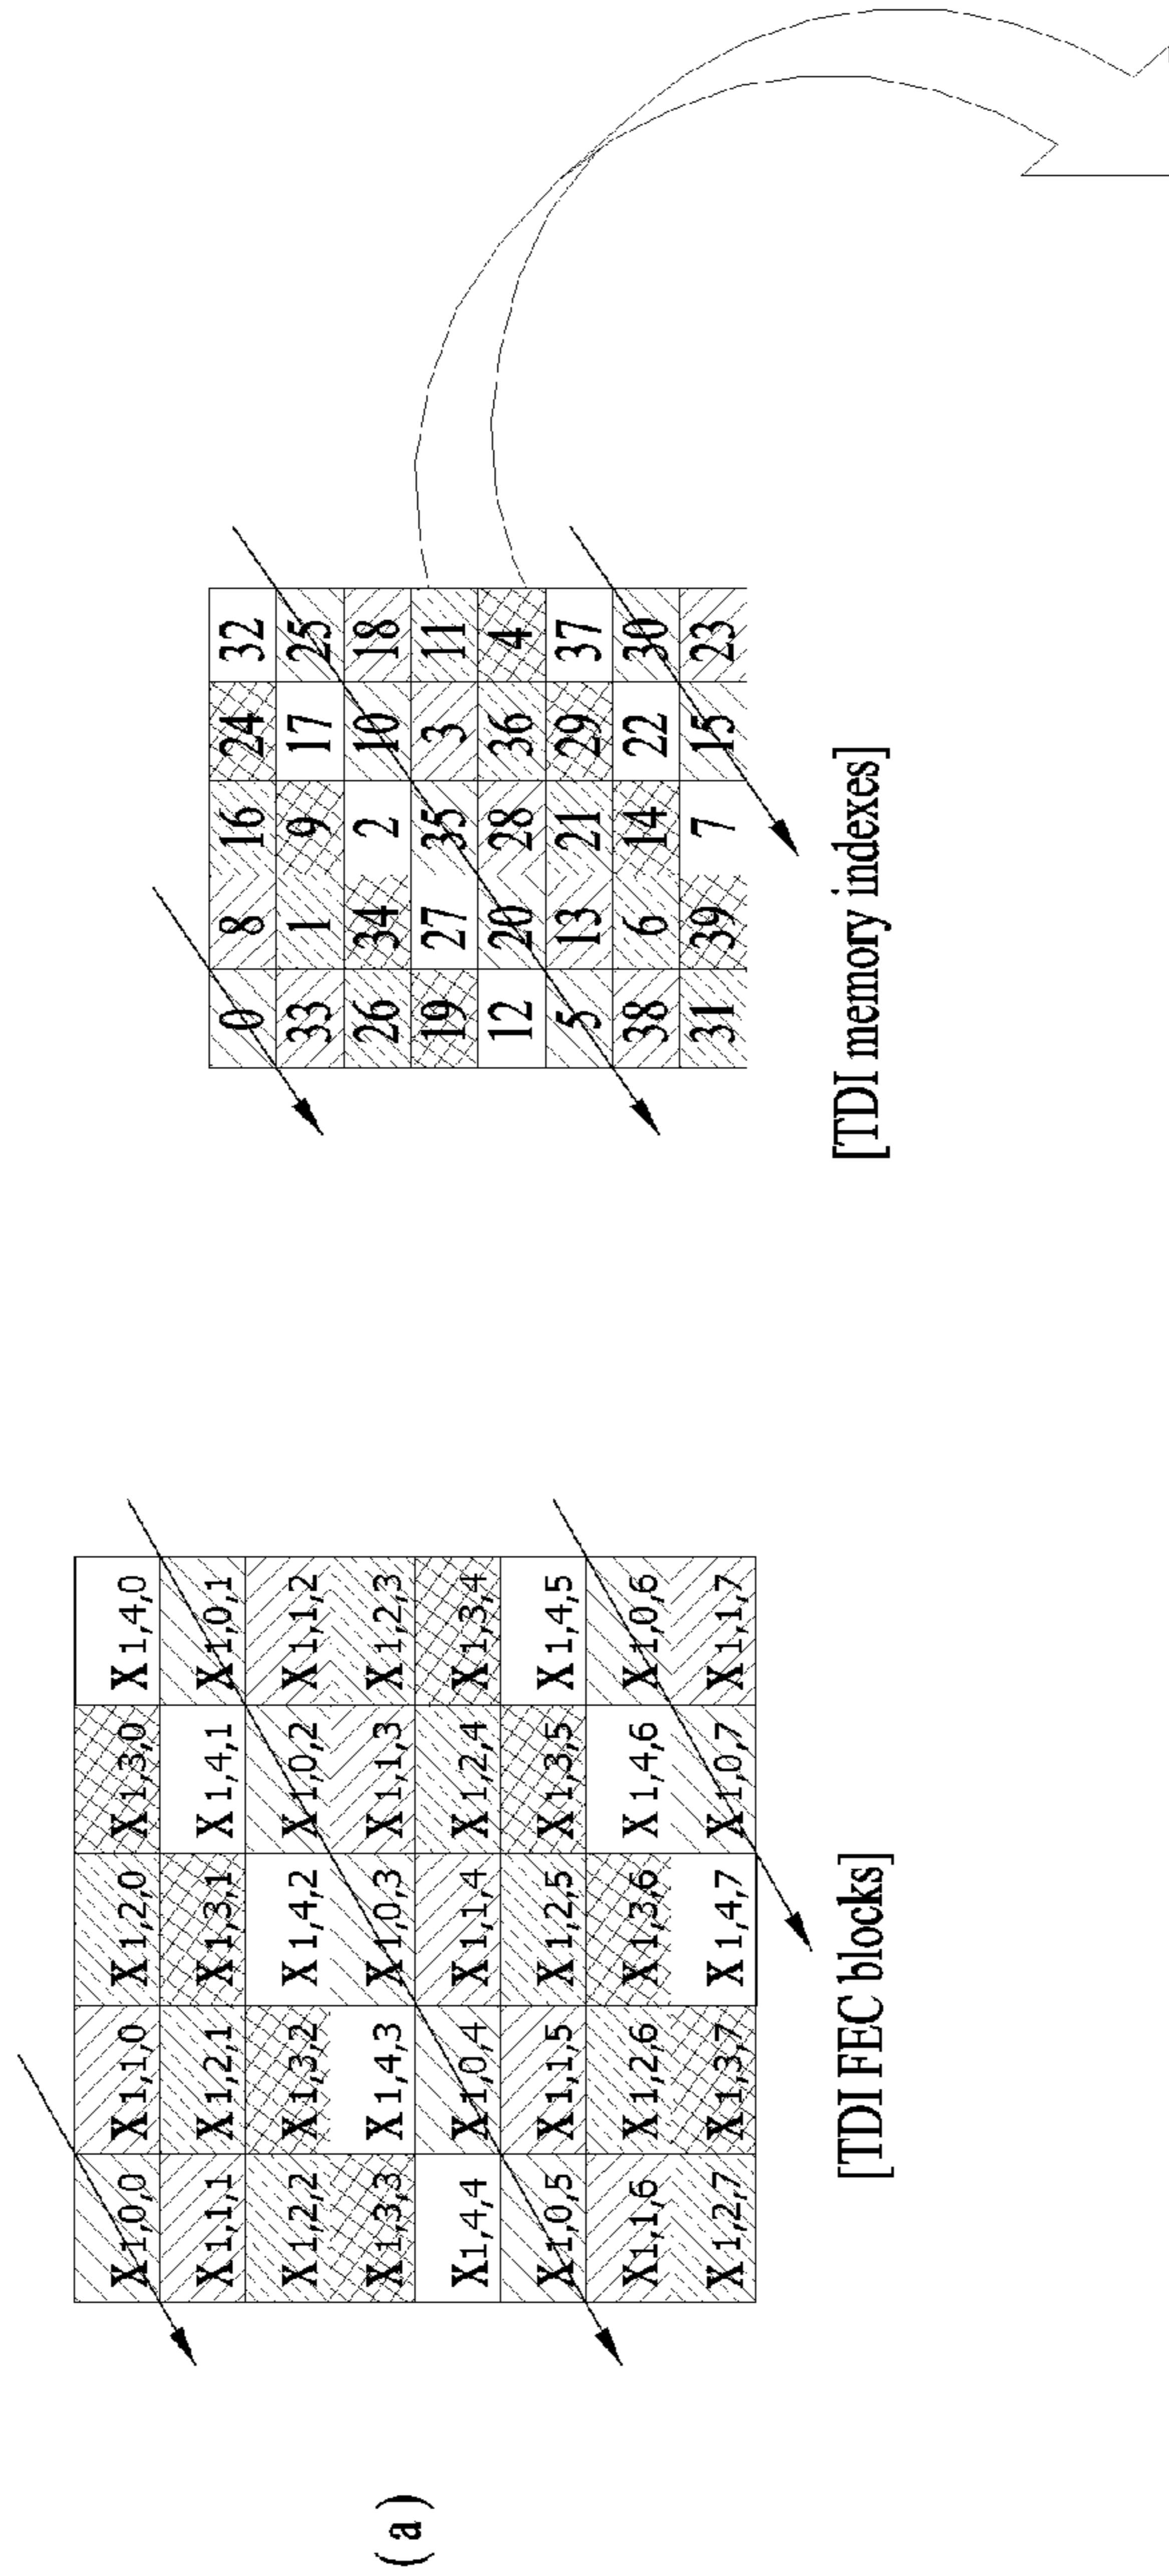 (a)
X1,0,0 X1,1,0 X1,2,0 X1,3,0 X1,4,0
X1,1,1 X1,2,1 X1,3,1 X1,4,1 X1,0,1
X1,2,2 X1,3,2 X1,4,2 X1,0,2 X1,1,2
X1,3,3 X1,4,3 X1,0,3 X1,1,3 X1,2,3
X1,4,4 X1,0,4 X1,1,4 X1,2,4 X1,3,4
X1,0,5 X1,1,5 X1,2,5 X1,3,5 X1,4,5
X1,1,6 X1,2,6 X1,3,6 X1,4,6 X1,0,6
X1,2,7 X1,3,7 X1,4,7 X1,0,7 X1,1,7
[TDI FEC blocks]
0 8 16 24 32
33 1 9 17 25
26 34 2 10 18
19 27 35 3 11
12 20 28 36 4
5 13 21 29 37
38 6 14 22 30
31 39 7 15 23
[TDI memory indexes]